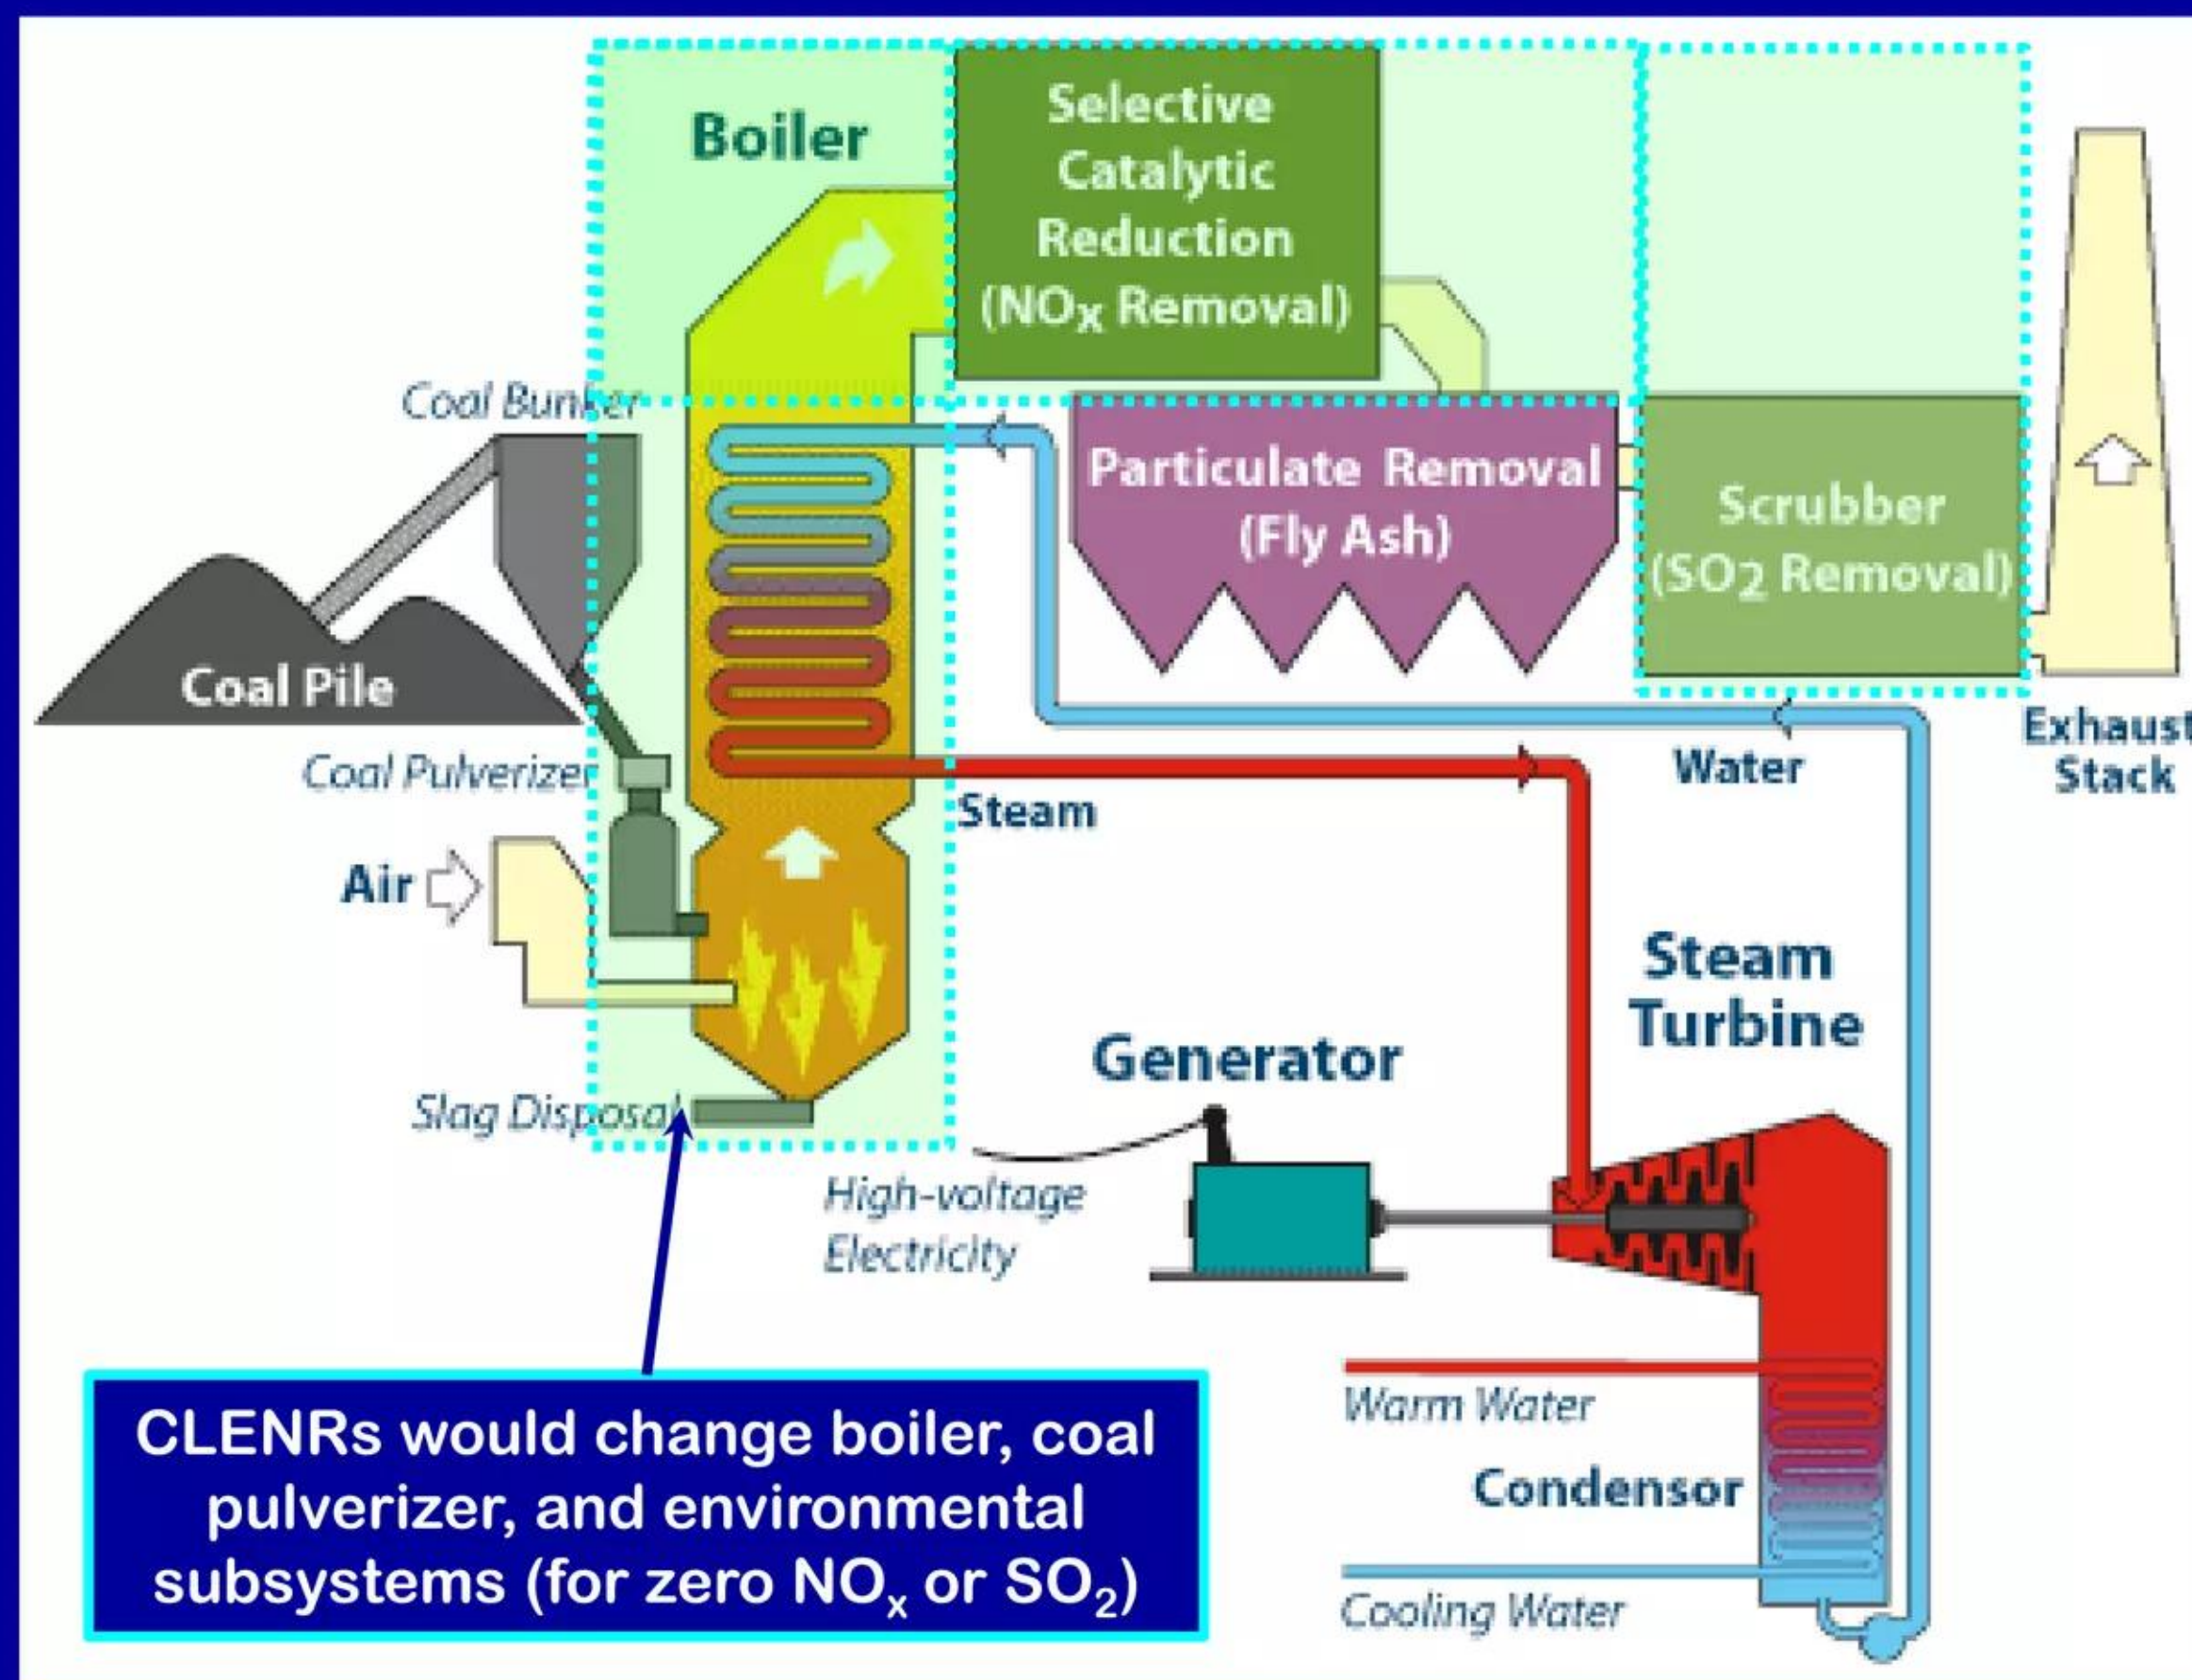 Boiler
Selective
Catalytic
Reduction
(NOx Removal)
Coal Bunker
Particulate Removal
(Fly Ash)
Scrubber
(SO2 Removal)
Coal Pile
Coal Pulverizer
Steam
Water
Exhaust
Stack
Air
Steam
Turbine
Generator
Slag Disposal
High-voltage
Electricity
Warm Water
Condensor
Cooling Water
CLENRs would change boiler, coal
pulverizer, and environmental
subsystems (for zero NOx or SO2)